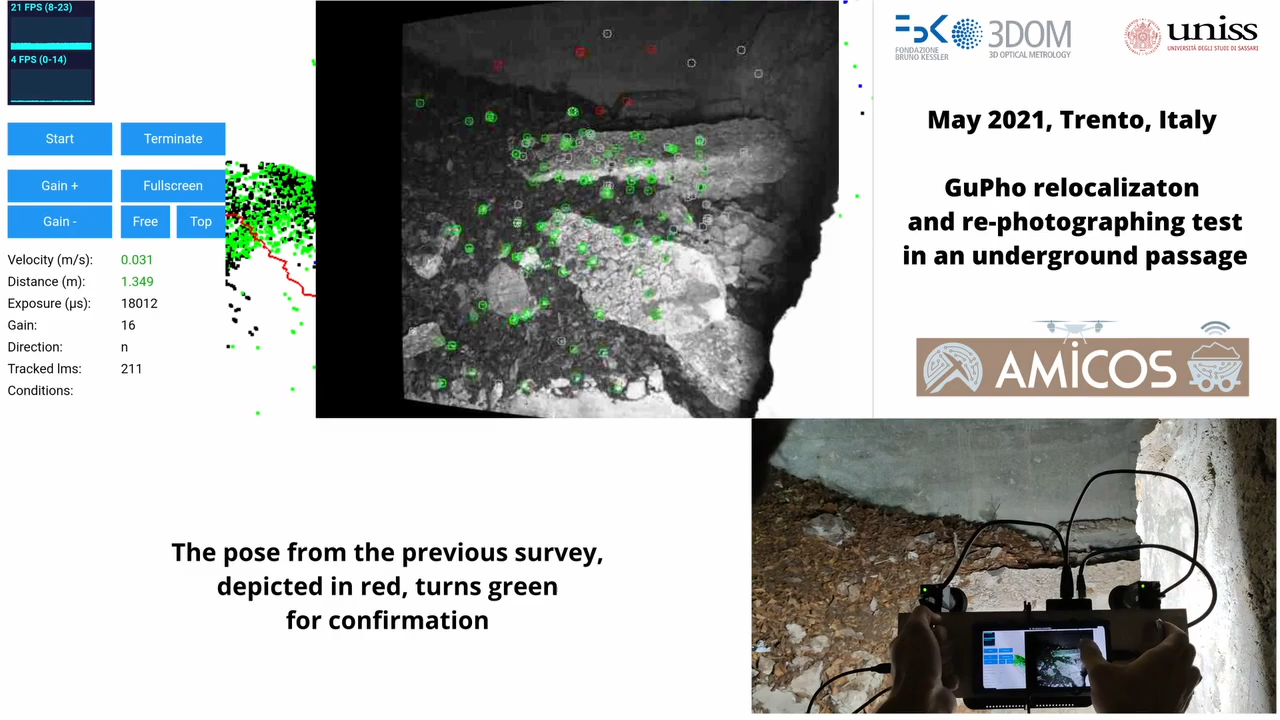 21 FPS (8-23)
4 FPS (0-14)
Start
Terminate
Gain +
Fullscreen
Gain -
Free
Top
Velocity (m/s): 0.031
Distance (m): 1.349
Exposure (µs): 18012
Gain: 16
Direction: n
Tracked Ims: 211
Conditions:
FBK
FONDAZIONE
BRUNO KESSLER
3DOM
3D OPTICAL METROLOGY
uniss
UNIVERSITÀ DEGLI STUDI DI SASSARI
May 2021, Trento, Italy
GuPho relocalizaton
and re-photographing test
in an underground passage
AMiCOS
The pose from the previous survey,
depicted in red, turns green
for confirmation